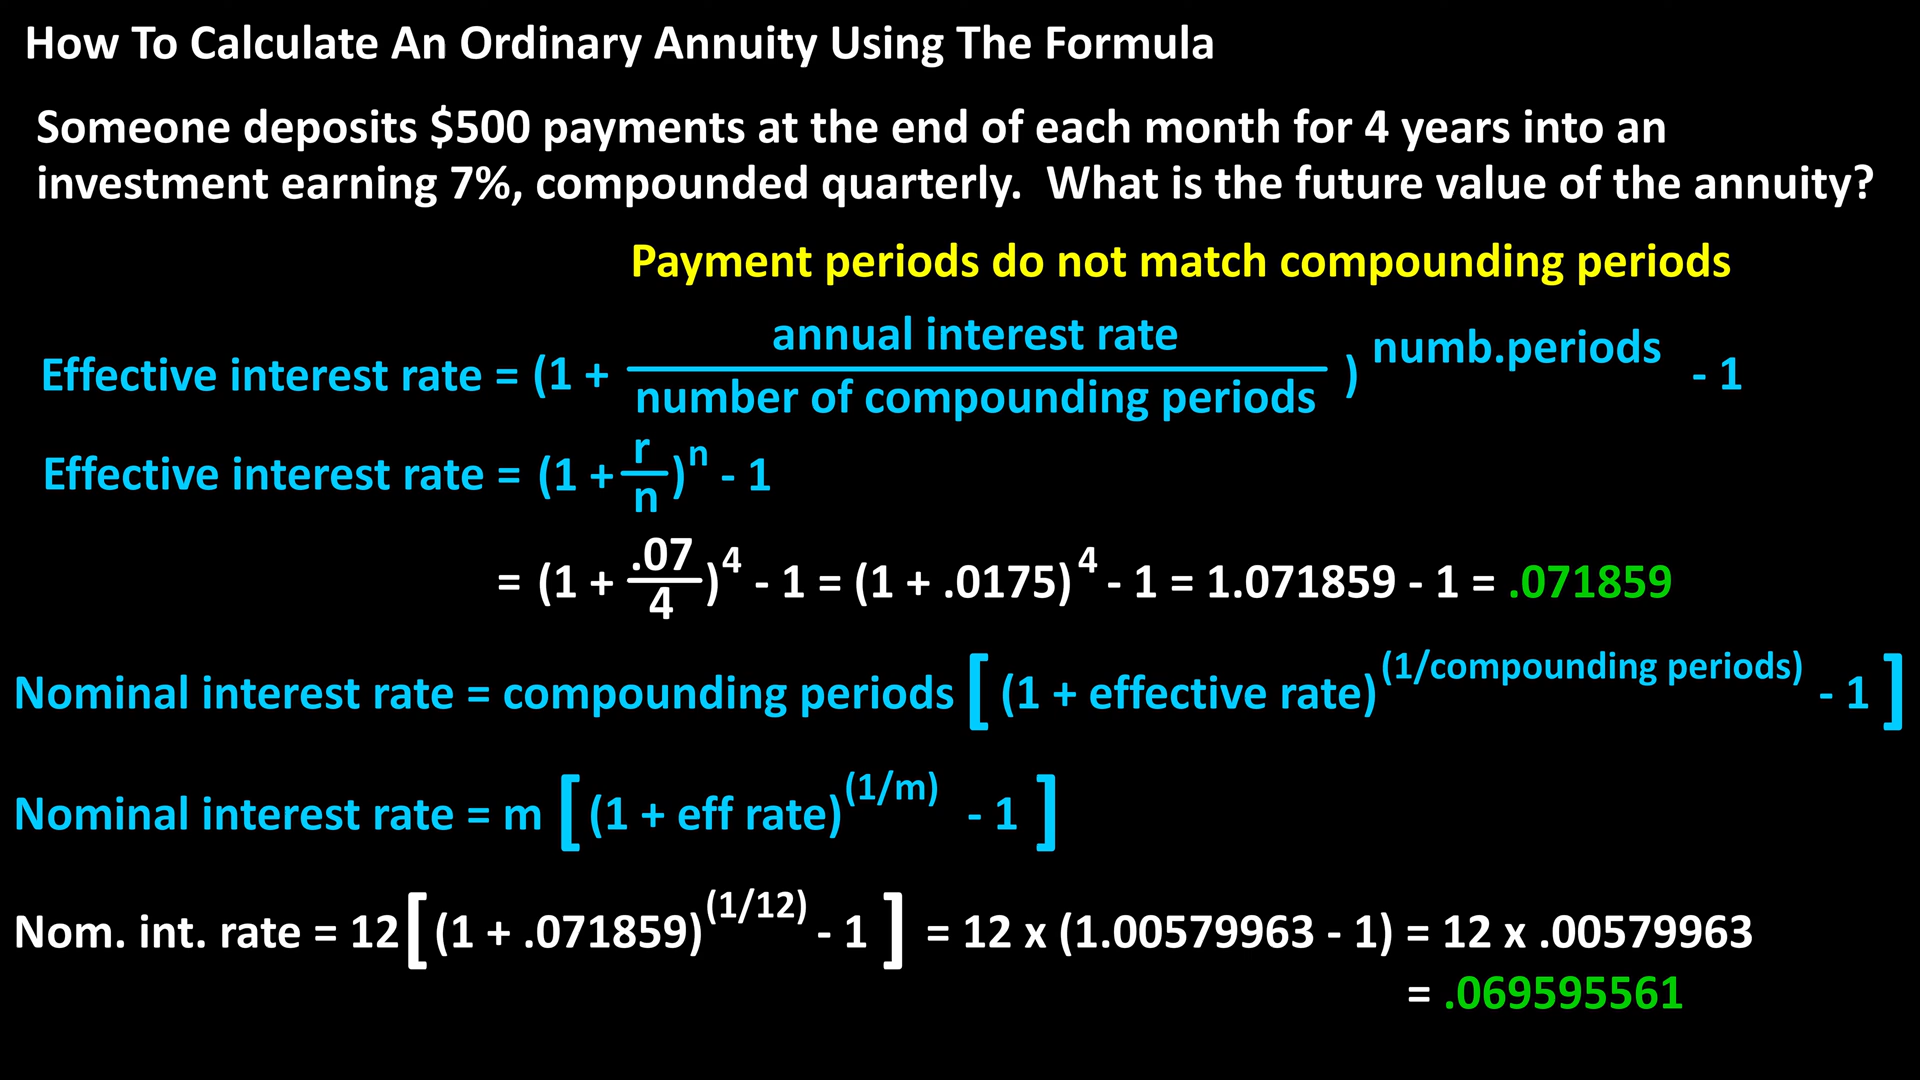 How To Calculate An Ordinary Annuity Using The Formula
Someone deposits $500 payments at the end of each month for 4 years into an
investment earning 7%, compounded quarterly.  What is the future value of the annuity?
Payment periods do not match compounding periods
Effective interest rate = (1 + annual interest rate / number of compounding periods ) numb.periods - 1
Effective interest rate = (1 + r/n )^n - 1
= (1 + .07/4 )^4 - 1 = (1 + .0175)^4 - 1 = 1.071859 - 1 = .071859
Nominal interest rate = compounding periods [ (1 + effective rate)^(1/compounding periods) - 1 ]
Nominal interest rate = m [ (1 + eff rate)^(1/m) - 1 ]
Nom. int. rate = 12 [ (1 + .071859)^(1/12) - 1 ] = 12 x (1.00579963 - 1) = 12 x .00579963
= .069595561